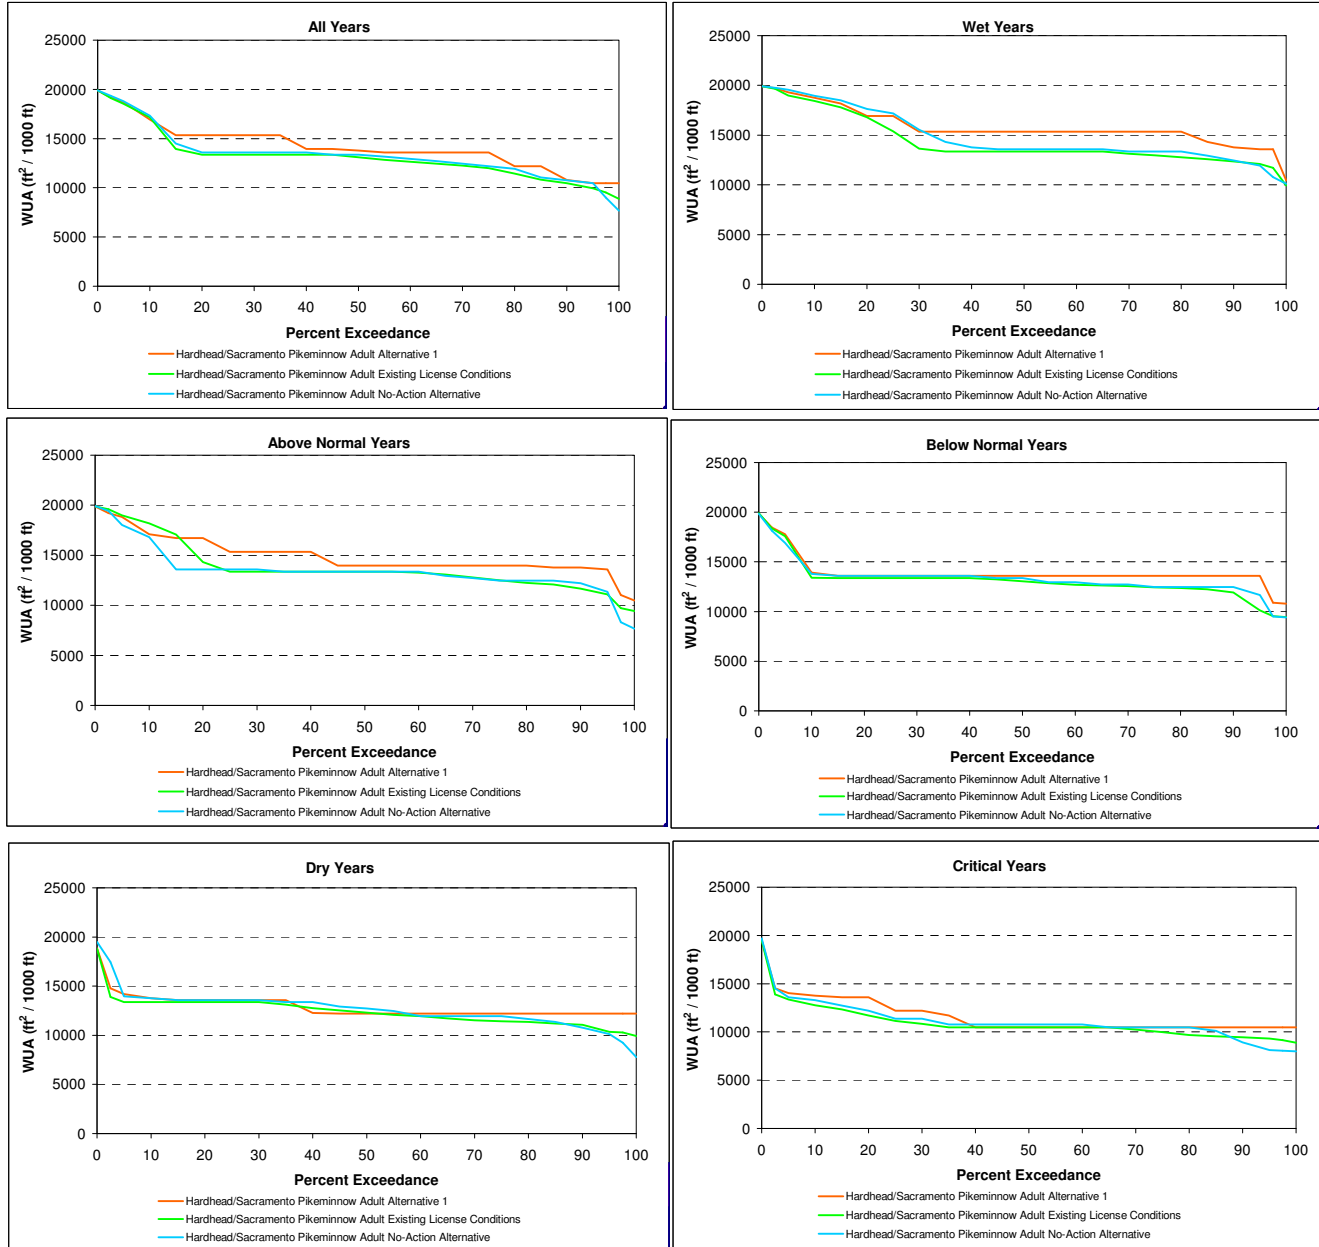 All Years
WUA (ft² / 1000 ft)
25000
20000
15000
10000
5000
0
0 10 20 30 40 50 60 70 80 90 100
Percent Exceedance
Hardhead/Sacramento Pikeminnow Adult Alternative 1
Hardhead/Sacramento Pikeminnow Adult Existing License Conditions
Hardhead/Sacramento Pikeminnow Adult No-Action Alternative
Wet Years
WUA (ft² / 1000 ft)
25000
20000
15000
10000
5000
0
0 10 20 30 40 50 60 70 80 90 100
Percent Exceedance
Hardhead/Sacramento Pikeminnow Adult Alternative 1
Hardhead/Sacramento Pikeminnow Adult Existing License Conditions
Hardhead/Sacramento Pikeminnow Adult No-Action Alternative
Above Normal Years
WUA (ft² / 1000 ft)
25000
20000
15000
10000
5000
0
0 10 20 30 40 50 60 70 80 90 100
Percent Exceedance
Hardhead/Sacramento Pikeminnow Adult Alternative 1
Hardhead/Sacramento Pikeminnow Adult Existing License Conditions
Hardhead/Sacramento Pikeminnow Adult No-Action Alternative
Below Normal Years
WUA (ft² / 1000 ft)
25000
20000
15000
10000
5000
0
0 10 20 30 40 50 60 70 80 90 100
Percent Exceedance
Hardhead/Sacramento Pikeminnow Adult Alternative 1
Hardhead/Sacramento Pikeminnow Adult Existing License Conditions
Hardhead/Sacramento Pikeminnow Adult No-Action Alternative
Dry Years
WUA (ft² / 1000 ft)
25000
20000
15000
10000
5000
0
0 10 20 30 40 50 60 70 80 90 100
Percent Exceedance
Hardhead/Sacramento Pikeminnow Adult Alternative 1
Hardhead/Sacramento Pikeminnow Adult Existing License Conditions
Hardhead/Sacramento Pikeminnow Adult No-Action Alternative
Critical Years
WUA (ft² / 1000 ft)
25000
20000
15000
10000
5000
0
0 10 20 30 40 50 60 70 80 90 100
Percent Exceedance
Hardhead/Sacramento Pikeminnow Adult Alternative 1
Hardhead/Sacramento Pikeminnow Adult Existing License Conditions
Hardhead/Sacramento Pikeminnow Adult No-Action Alternative